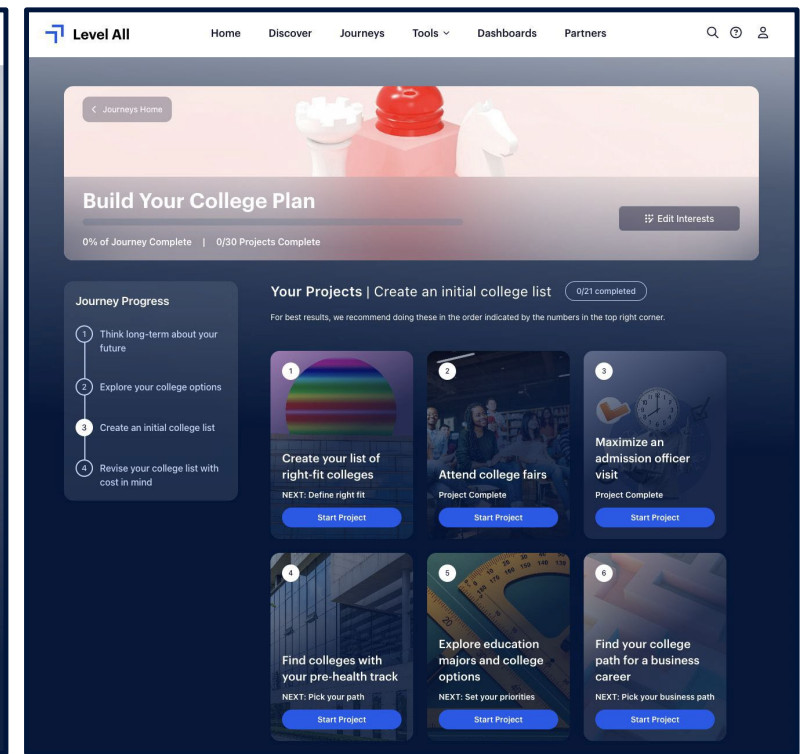 Level All
Home Discover Journeys Tools Dashboards Partners
Journeys Home
Build Your College Plan
0% of Journey Complete | 0/30 Projects Complete
Edit Interests
Journey Progress
1 Think long-term about your
future
2 Explore your college options
3 Create an initial college list
4 Revise your college list with
cost in mind
Your Projects | Create an initial college list 0/21 completed
For best results, we recommend doing these in the order indicated by the numbers in the top right corner.
1
Create your list of
right-fit colleges
NEXT: Define right fit
Start Project
2
Attend college fairs
Project Complete
Start Project
3
Maximize an
admission officer
visit
Project Complete
Start Project
4
Find colleges with
your pre-health track
NEXT: Pick your path
Start Project
5
Explore education
majors and college
options
NEXT: Set your priorities
Start Project
6
Find your college
path for a business
career
NEXT: Pick your business path
Start Project